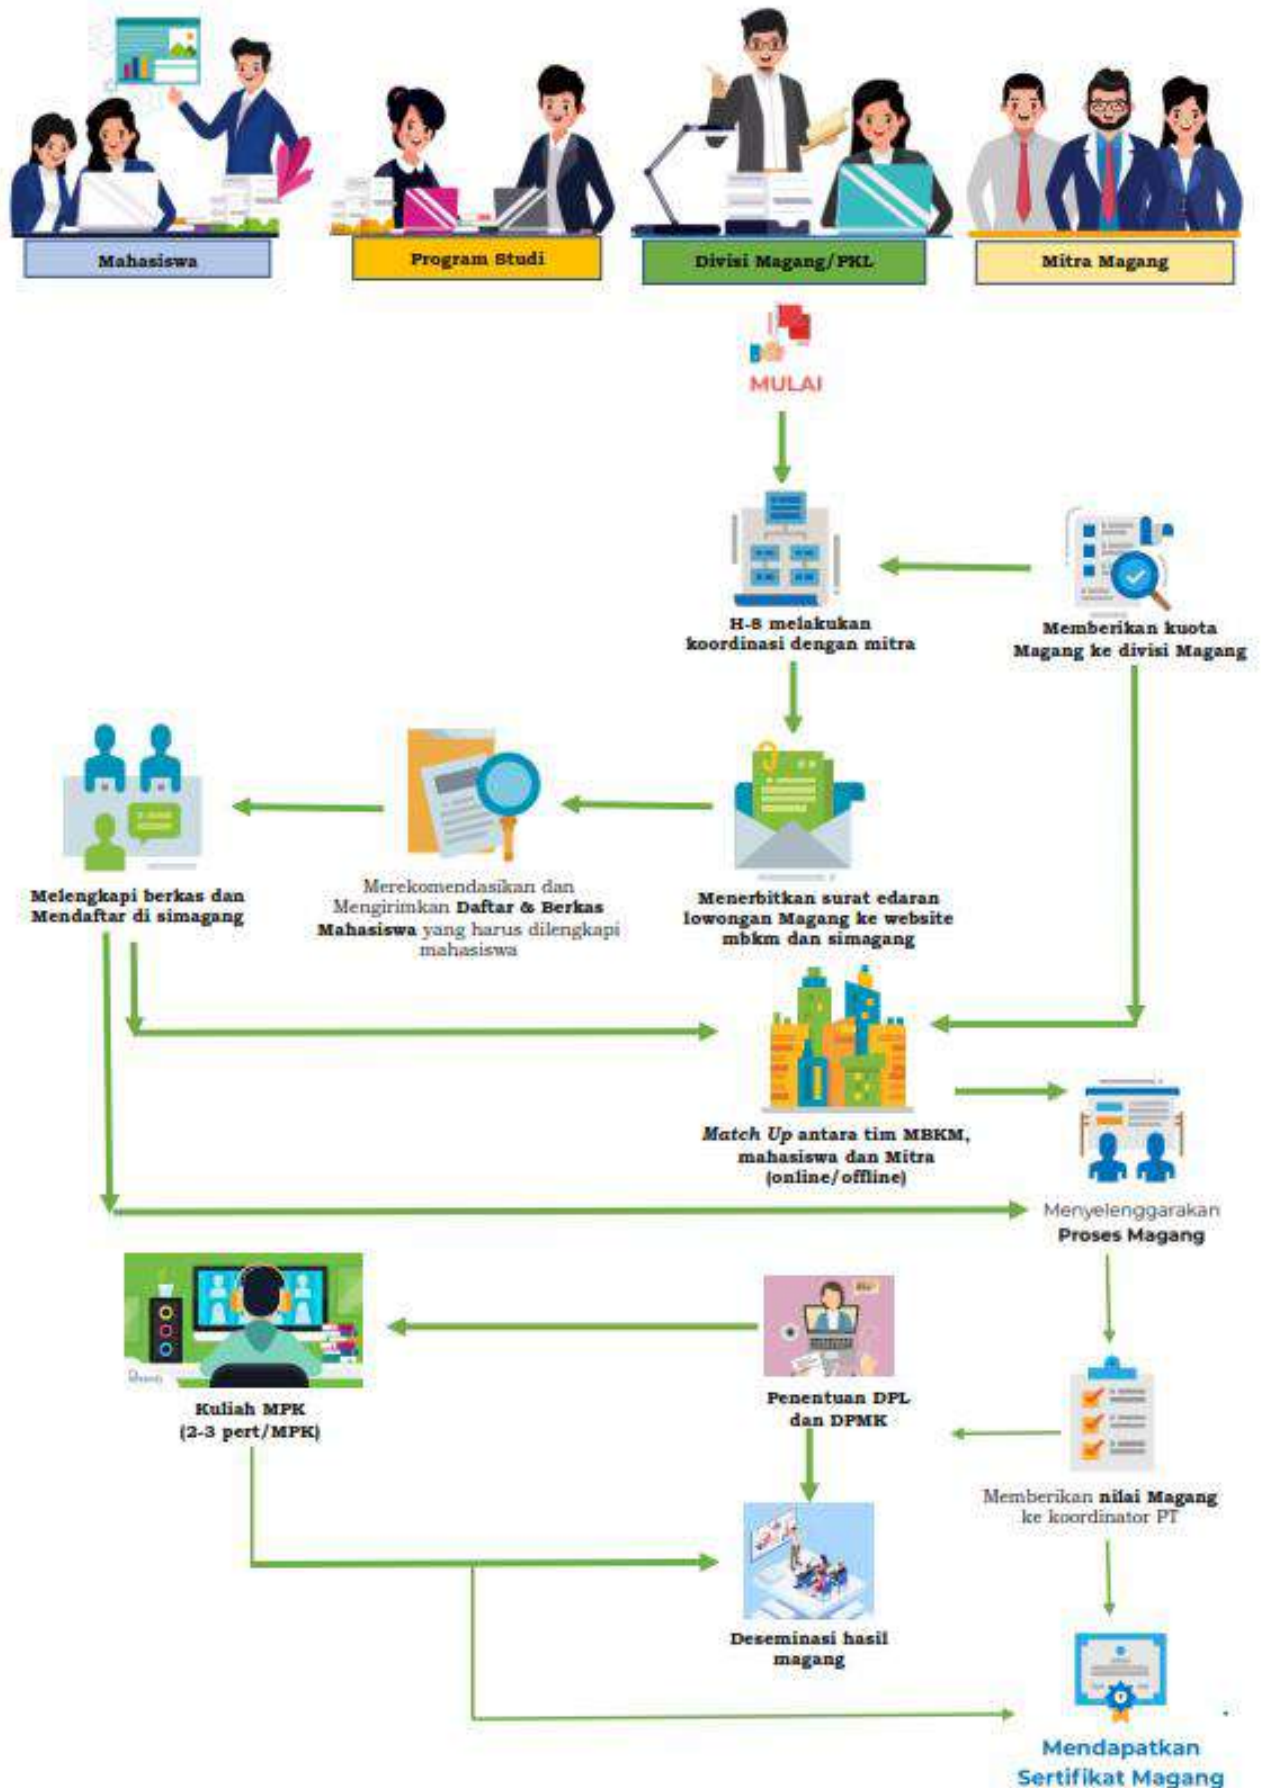 Mahasiswa
Program Studi
Divisi Magang/PKL
Mitra Magang
MULAI
H-8 melakukan
koordinasi dengan mitra
Memberikan kuota
Magang ke divisi Magang
Melengkapi berkas dan
Mendaftar di simagang
Merekomendasikan dan
Mengirimkan Daftar & Berkas
Mahasiswa yang harus dilengkapi
mahasiswa
Menerbitkan surat edaran
lowongan Magang ke website
mbkm dan simagang
Match Up antara tim MBKM,
mahasiswa dan Mitra
(online/offline)
Menyelenggarakan
Proses Magang
Kuliah MPK
(2-3 pert/MPK)
Penentuan DPL
dan DPMK
Memberikan nilai Magang
ke koordinator PT
Deseminasi hasil
magang
Mendapatkan
Sertifikat Magang